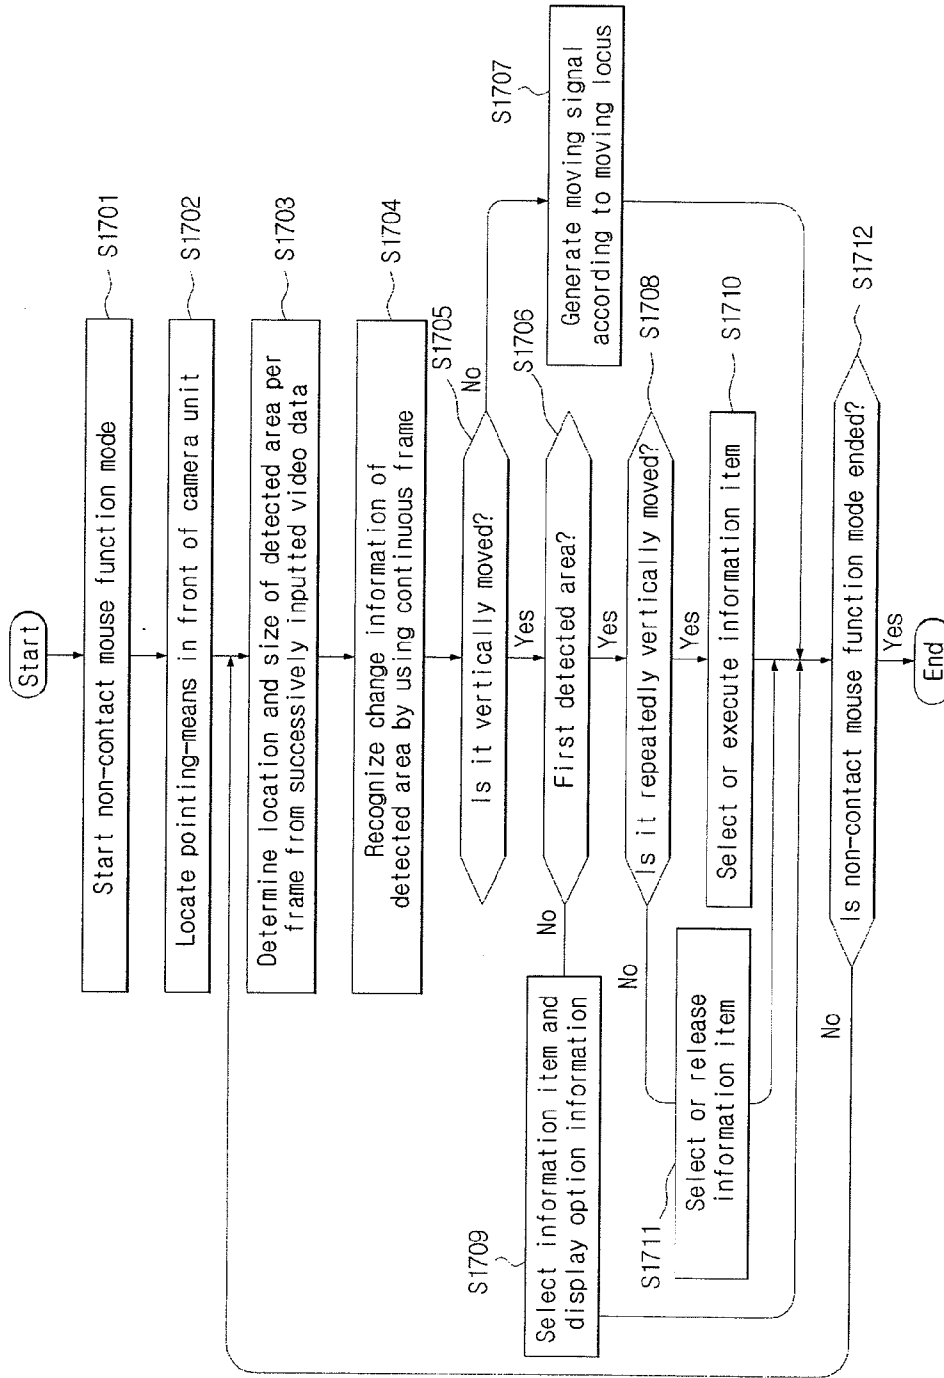 Start
Start non-contact mouse function mode
S1701
Locate pointing-means in front of camera unit
S1702
Determine location and size of detected area per
frame from successively inputted video data
S1703
Recognize change information of
detected area by using continuous frame
S1704
Is it vertically moved?
S1705
No
Yes
Generate moving signal
according to moving locus
S1707
First detected area?
S1706
No
Yes
Select information item and
display option information
S1709
Is it repeatedly vertically moved?
S1708
No
Yes
Select or execute information item
S1710
Select or release
information item
S1711
Is non-contact mouse function mode ended?
S1712
No
Yes
End